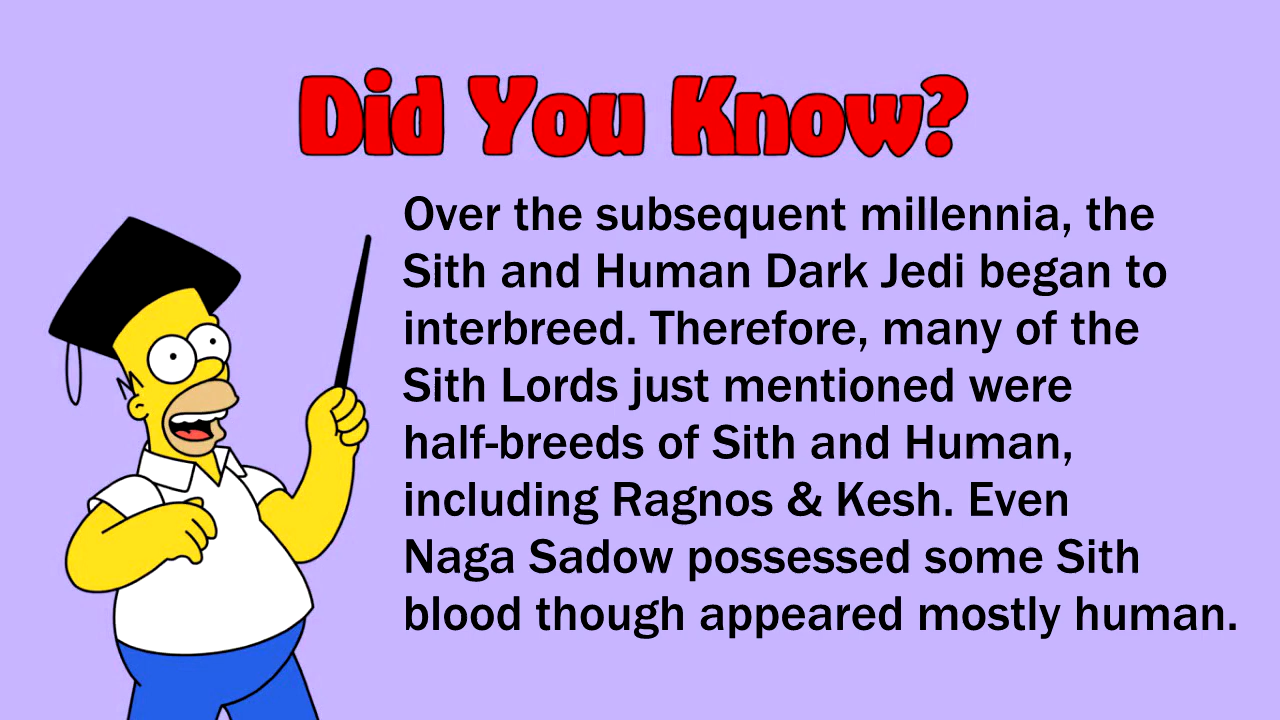 Did You Know?
Over the subsequent millennia, the
Sith and Human Dark Jedi began to
interbreed. Therefore, many of the
Sith Lords just mentioned were
half-breeds of Sith and Human,
including Ragnos & Kesh. Even
Naga Sadow possessed some Sith
blood though appeared mostly human.